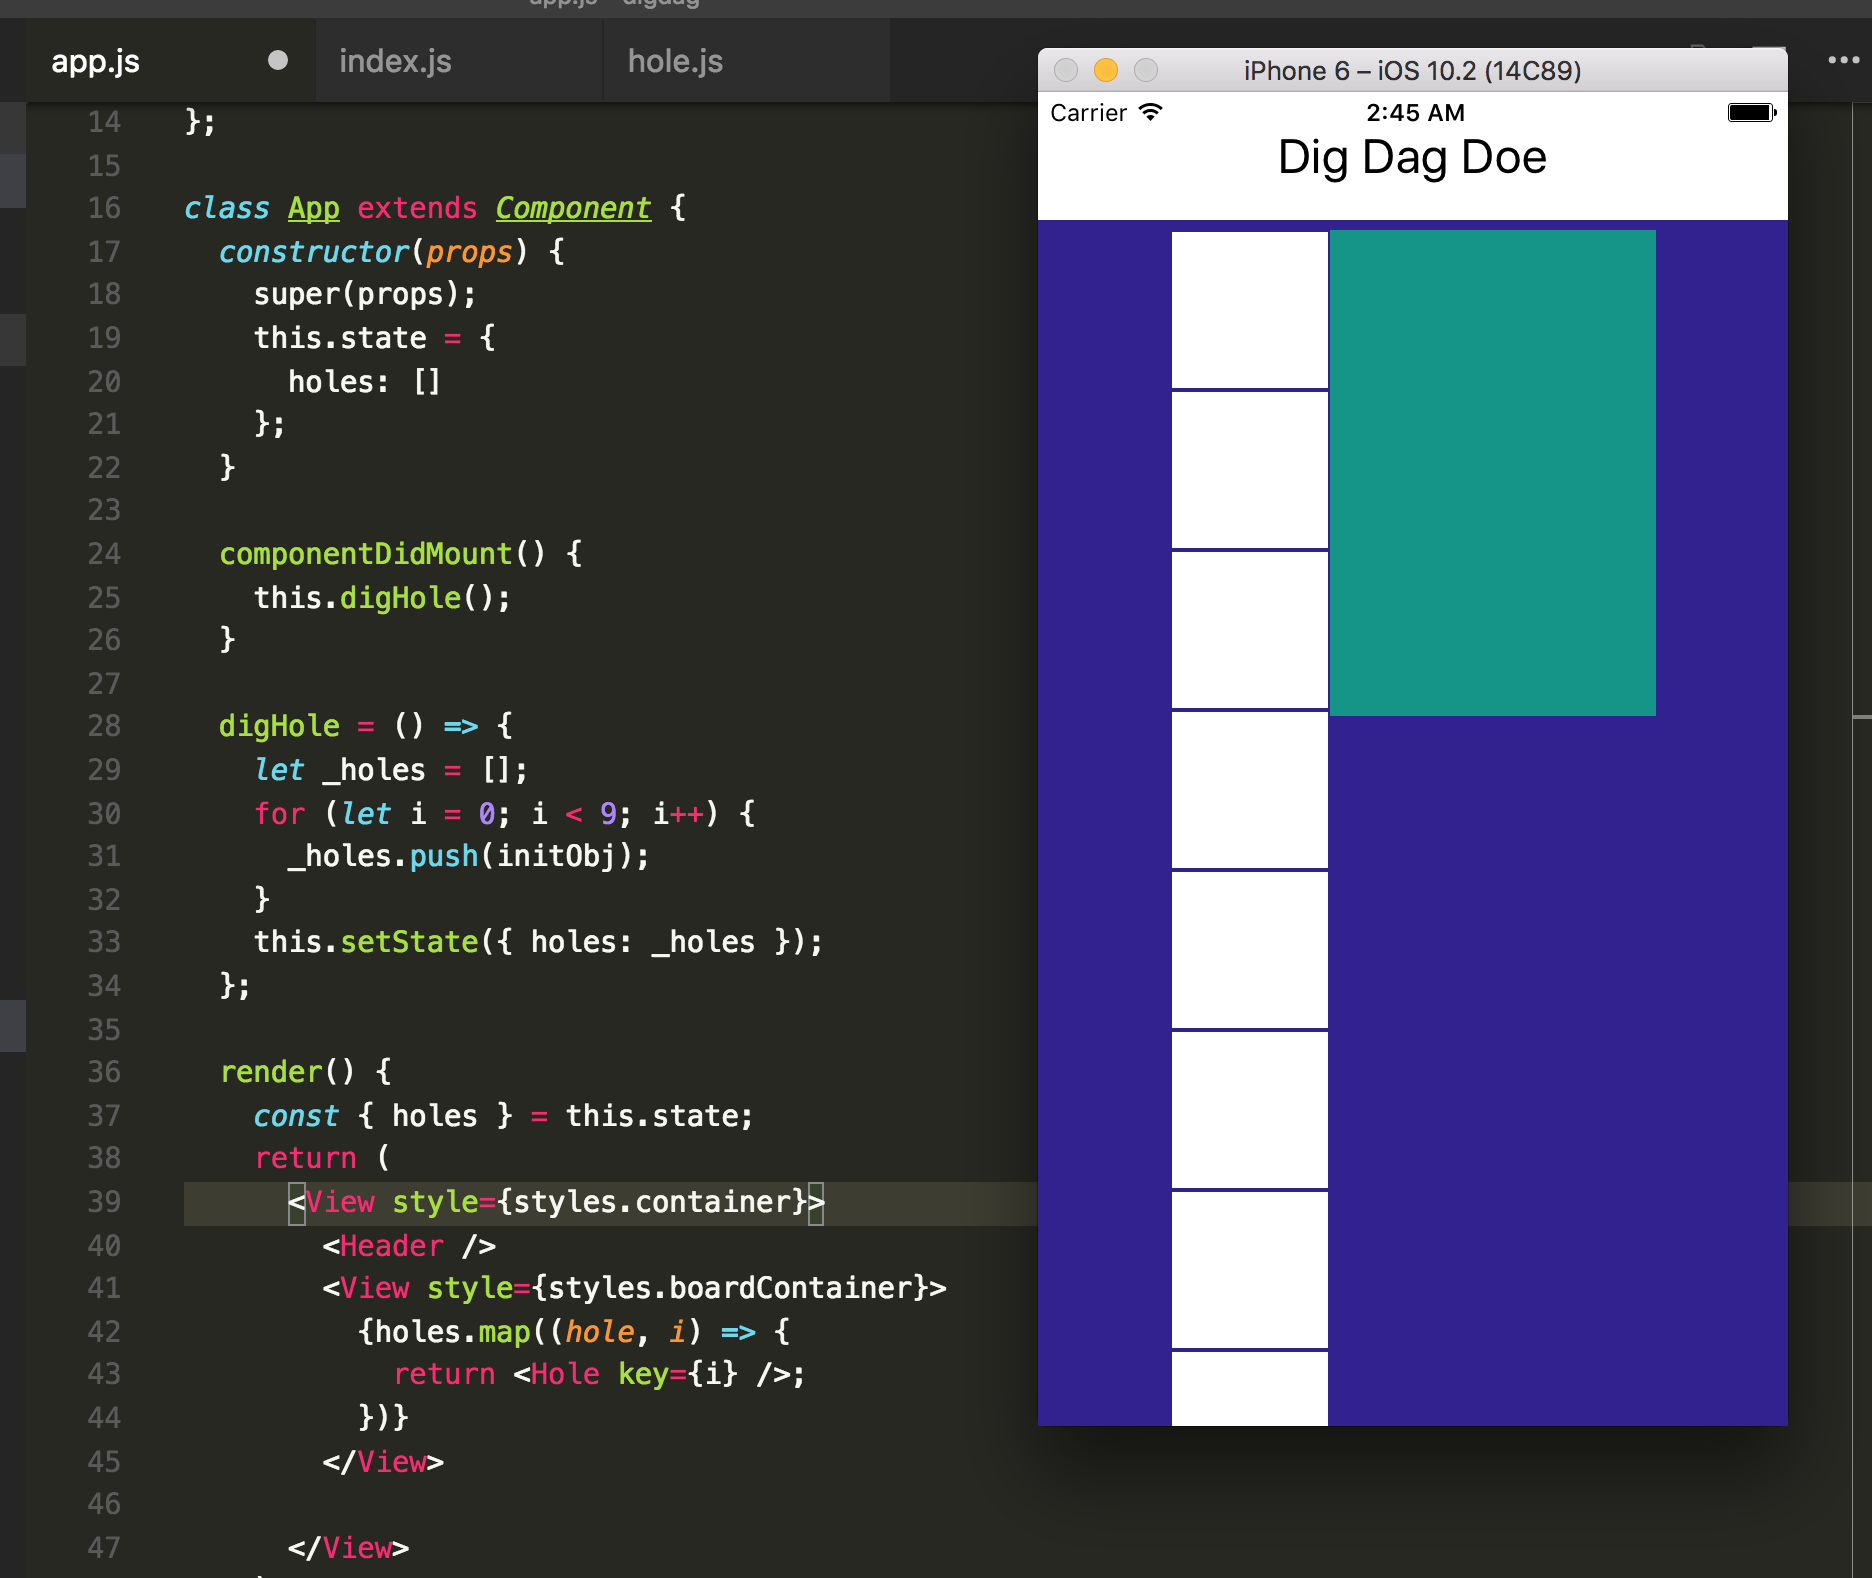 app.js
index.js
hole.js
14 };
15
16 class App extends Component {
17 constructor(props) {
18 super(props);
19 this.state = {
20 holes: []
21 };
22 }
23
24 componentDidMount() {
25 this.digHole();
26 }
27
28 digHole = () => {
29 let _holes = [];
30 for (let i = 0; i < 9; i++) {
31 _holes.push(initObj);
32 }
33 this.setState({ holes: _holes });
34 };
35
36 render() {
37 const { holes } = this.state;
38 return (
39 <View style={styles.container}>
40 <Header />
41 <View style={styles.boardContainer}>
42 {holes.map((hole, i) => {
43 return <Hole key={i} />;
44 })}
45 </View>
46
47 </View>
iPhone 6 – iOS 10.2 (14C89)
Carrier 2:45 AM
Dig Dag Doe